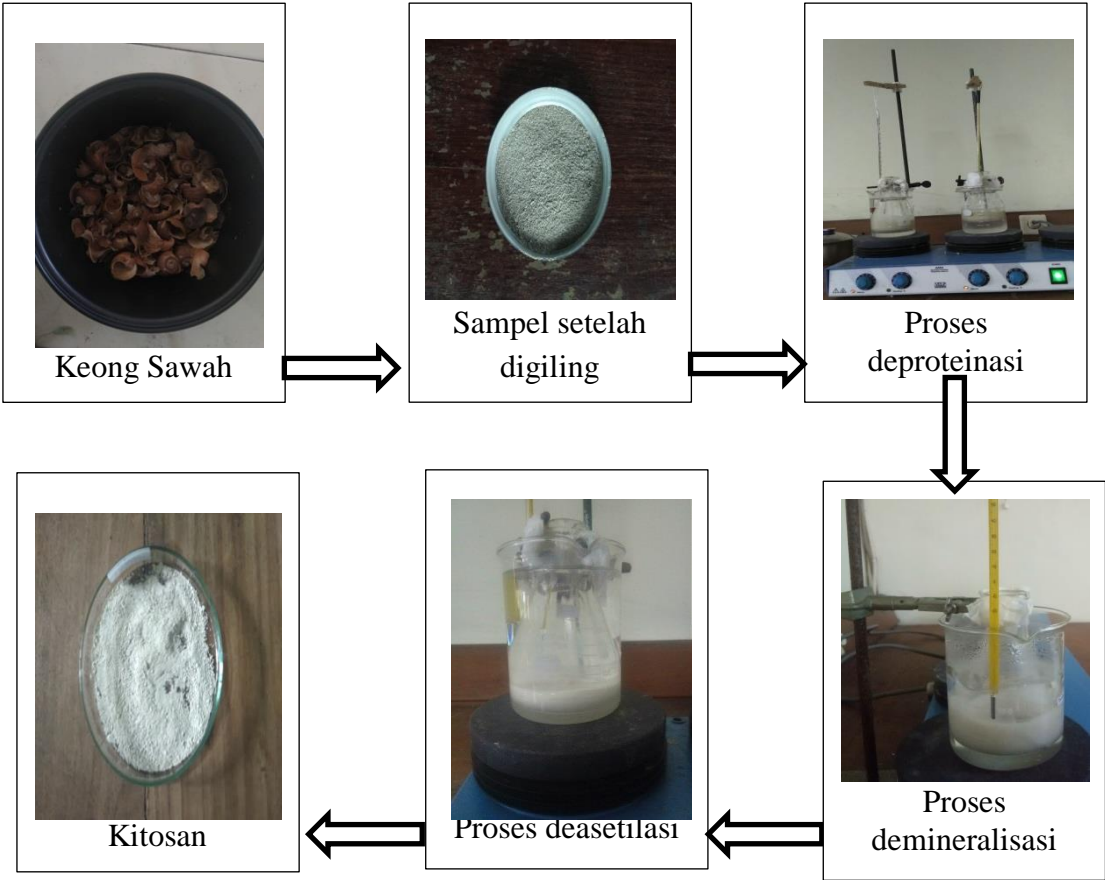 Keong Sawah
Sampel setelah
digiling
Proses
deproteinasi
Proses
demineralisasi
Proses deasetilasi
Kitosan